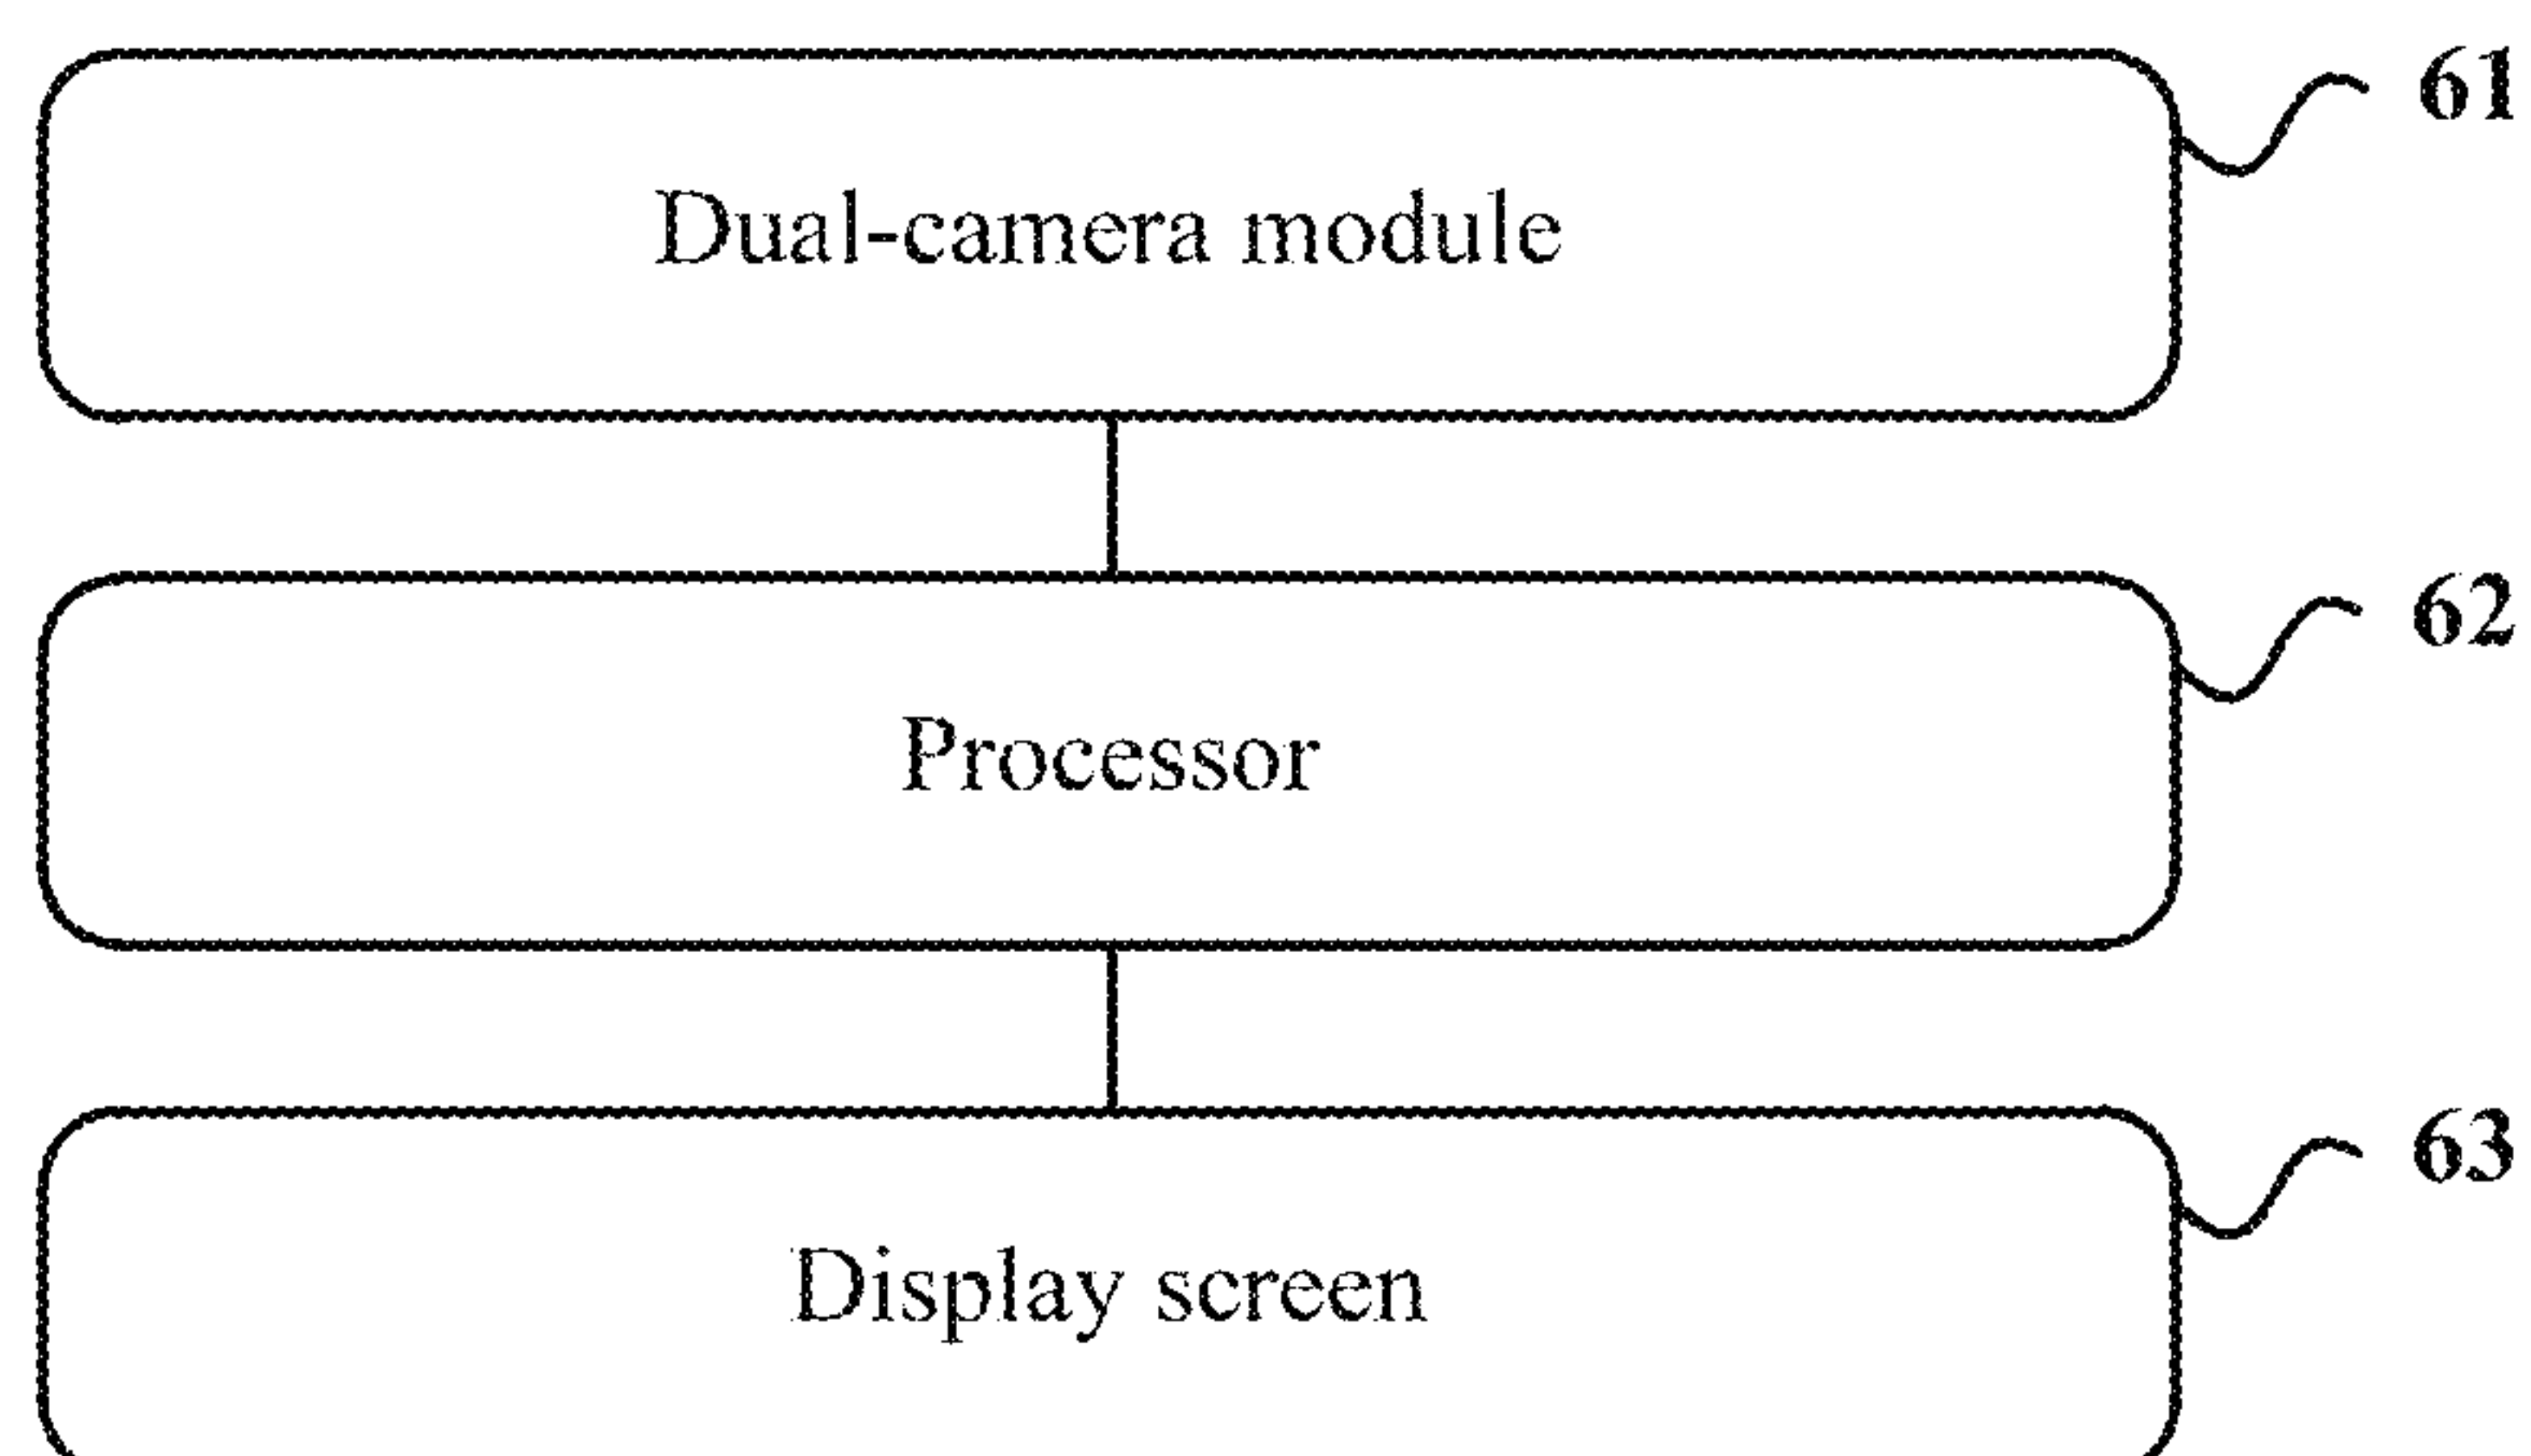 61
Dual-camera module
62
Processor
63
Display screen